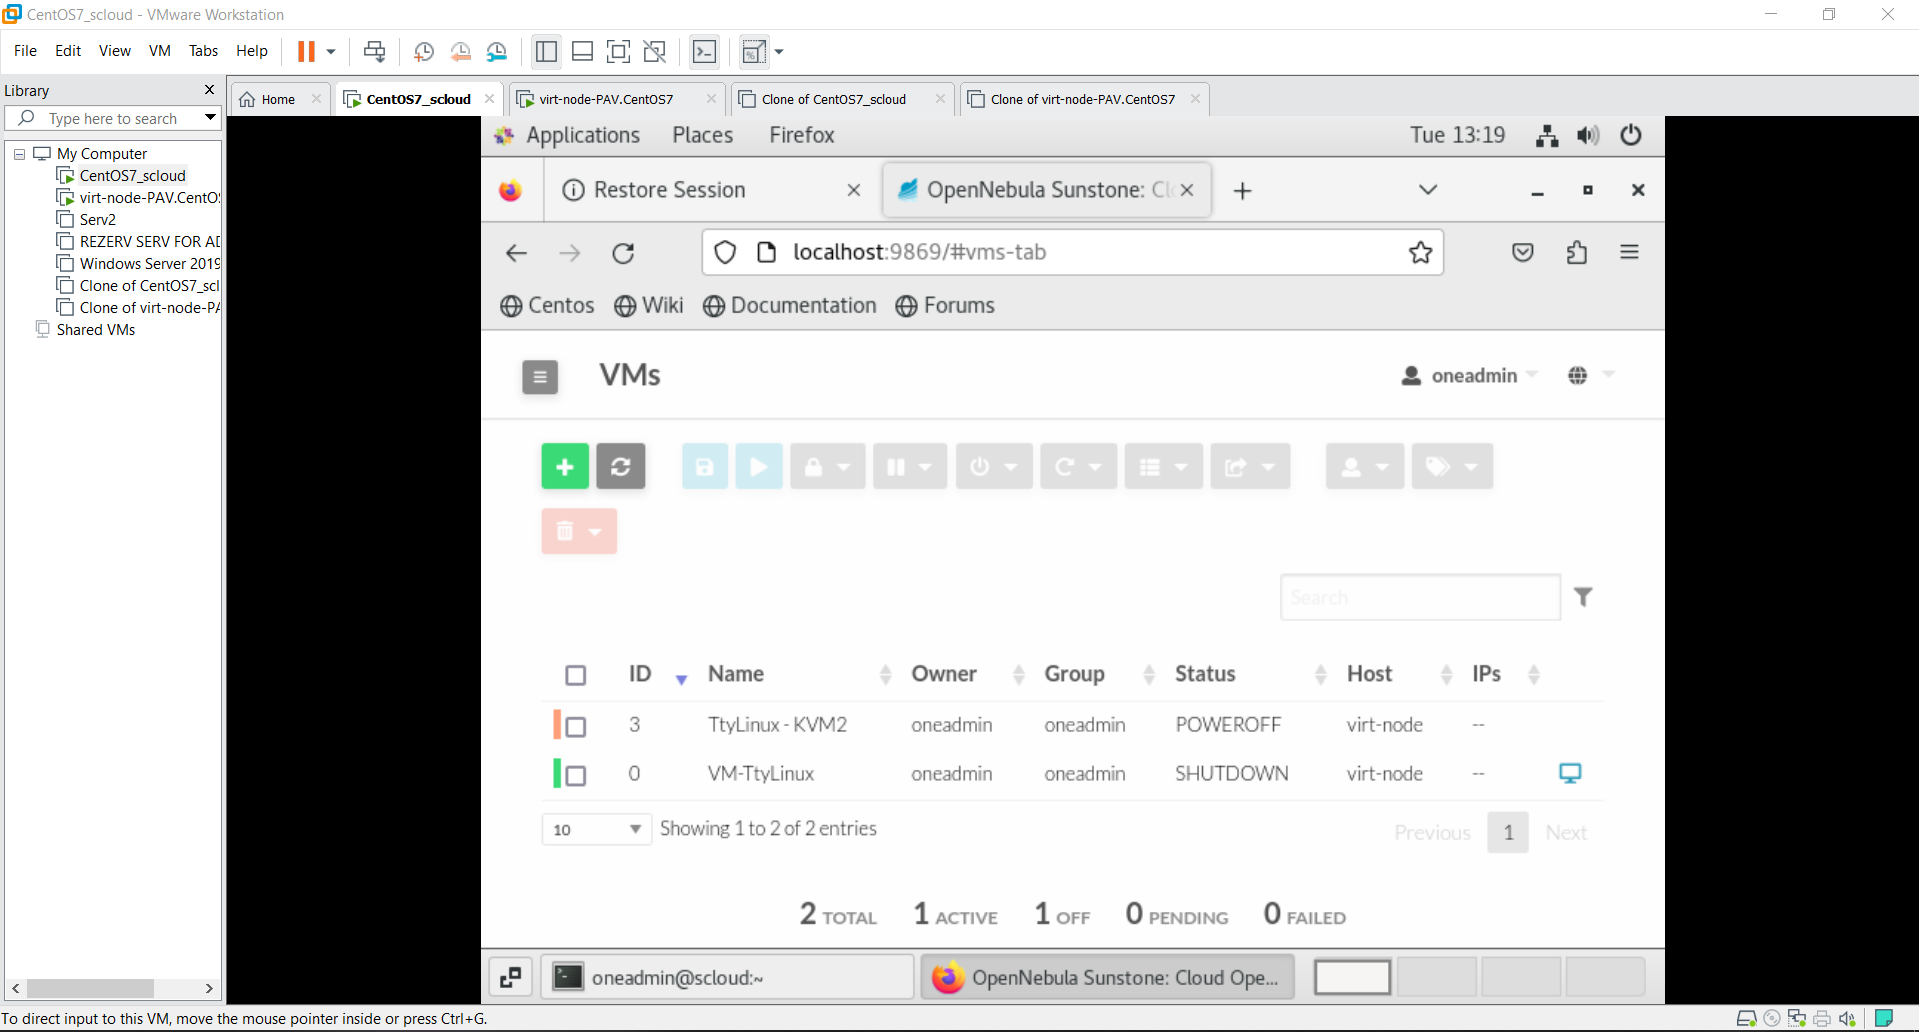 CentOS7_scloud - VMware Workstation
File Edit View VM Tabs Help
Library
Type here to search
My Computer
CentOS7_scloud
virt-node-PAV.CentOS
Serv2
REZERV SERV FOR AD
Windows Server 2019
Clone of CentOS7_scl
Clone of virt-node-PA
Shared VMs
Home CentOS7_scloud virt-node-PAV.CentOS7 Clone of CentOS7_scloud Clone of virt-node-PAV.CentOS7
Applications Places Firefox Tue 13:19
Restore Session OpenNebula Sunstone: Clo
localhost:9869/#vms-tab
Centos Wiki Documentation Forums
VMs oneadmin
Search
ID Name Owner Group Status Host IPs
3 TtyLinux - KVM2 oneadmin oneadmin POWEROFF virt-node --
0 VM-TtyLinux oneadmin oneadmin SHUTDOWN virt-node --
10 Showing 1 to 2 of 2 entries Previous 1 Next
2 TOTAL 1 ACTIVE 1 OFF 0 PENDING 0 FAILED
oneadmin@scloud:~ OpenNebula Sunstone: Cloud Ope...
To direct input to this VM, move the mouse pointer inside or press Ctrl+G.